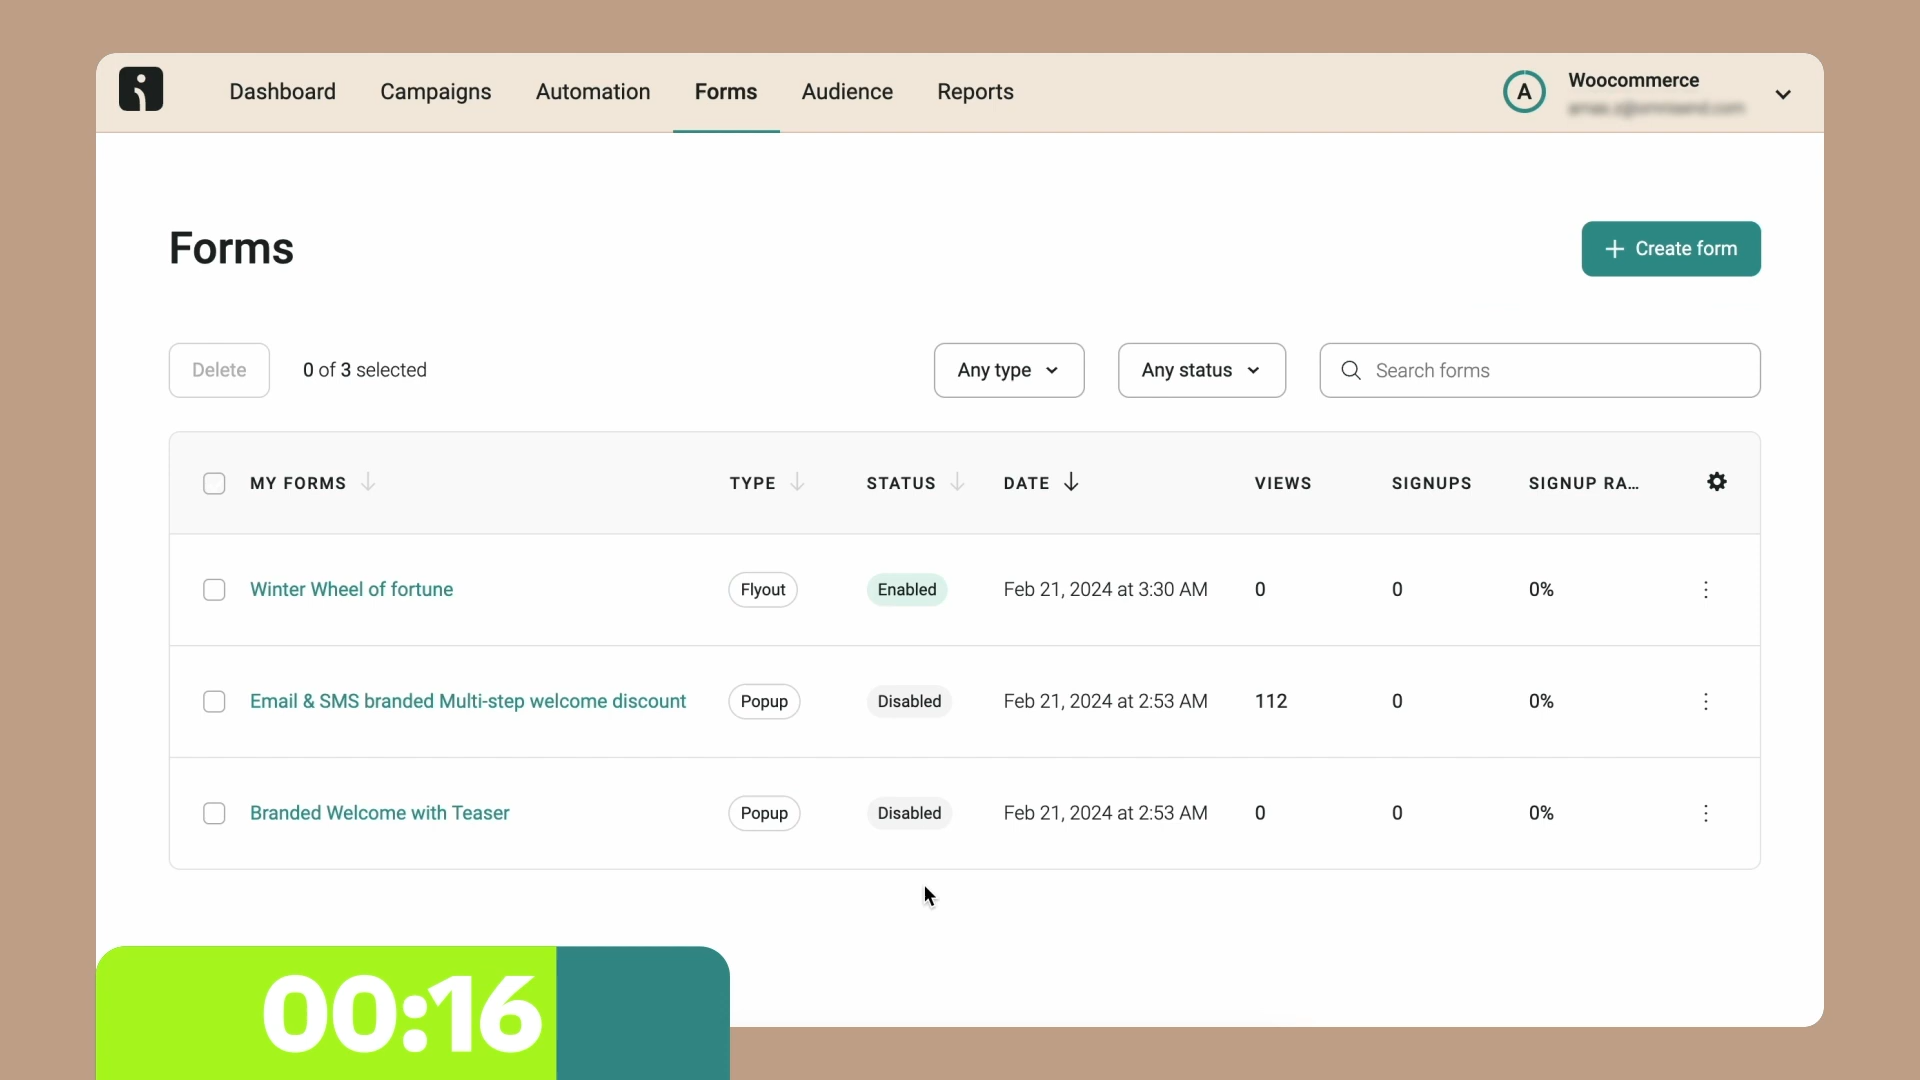 Dashboard Campaigns Automation Forms Audience Reports
A Woocommerce
Forms
+ Create form
Delete 0 of 3 selected Any type Any status Search forms
MY FORMS TYPE STATUS DATE VIEWS SIGNUPS SIGNUP RA...
Winter Wheel of fortune Flyout Enabled Feb 21, 2024 at 3:30 AM 0 0 0%
Email & SMS branded Multi-step welcome discount Popup Disabled Feb 21, 2024 at 2:53 AM 112 0 0%
Branded Welcome with Teaser Popup Disabled Feb 21, 2024 at 2:53 AM 0 0 0%
00:16